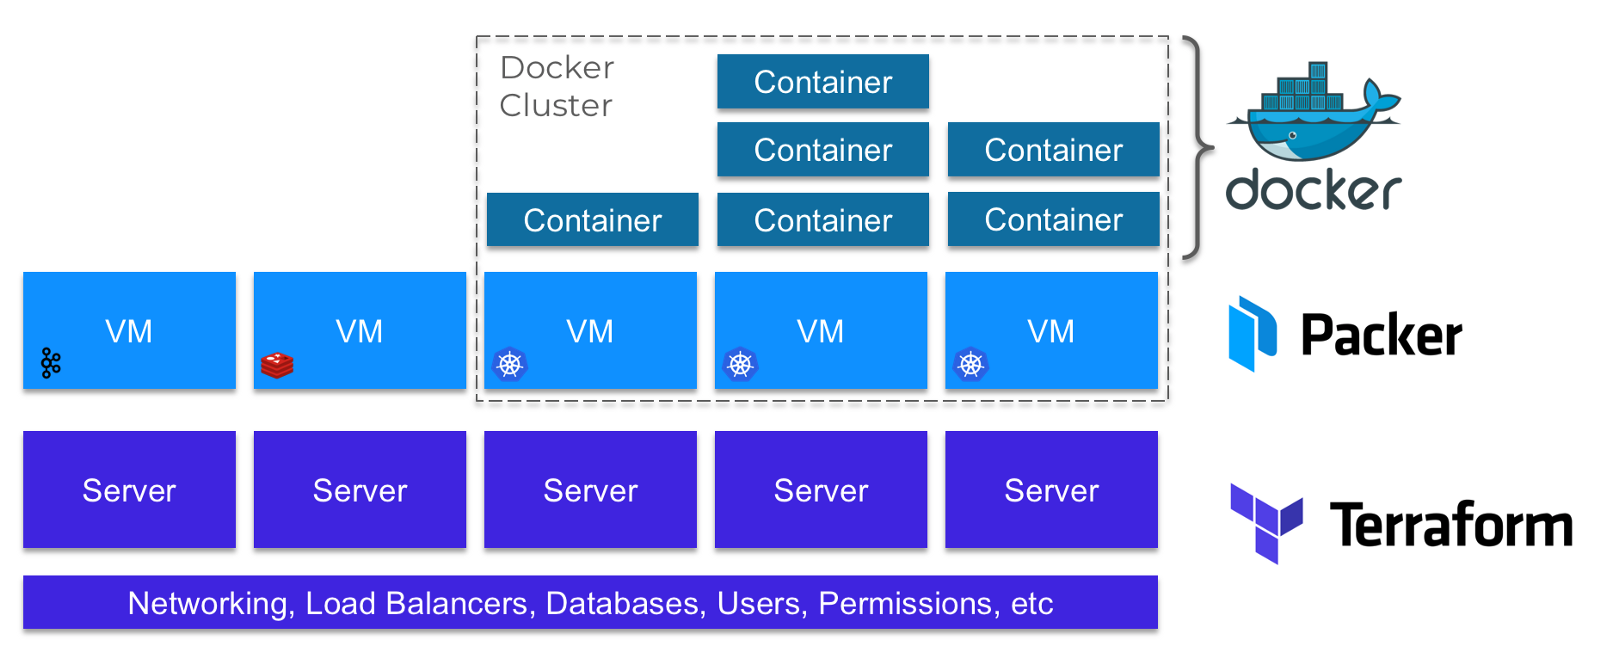 Docker
Cluster
Container
Container
Container
Container
Container
Container
docker
VM
VM
VM
VM
VM
Packer
Server
Server
Server
Server
Server
Terraform
Networking, Load Balancers, Databases, Users, Permissions, etc